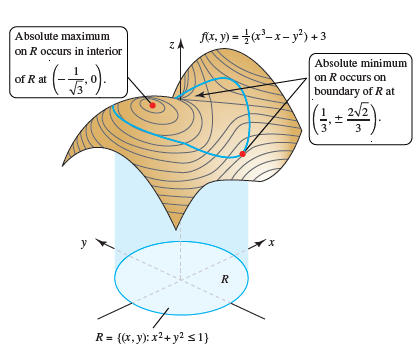 Absolute maximum
on R occurs in interior
of R at (−1/√3, 0).
z
f(x, y) = 1/2 (x³ − x − y²) + 3
Absolute minimum
on R occurs on
boundary of R at
(1/3, ± 2√2/3).
y
x
R
R = {(x, y): x² + y² ≤ 1}